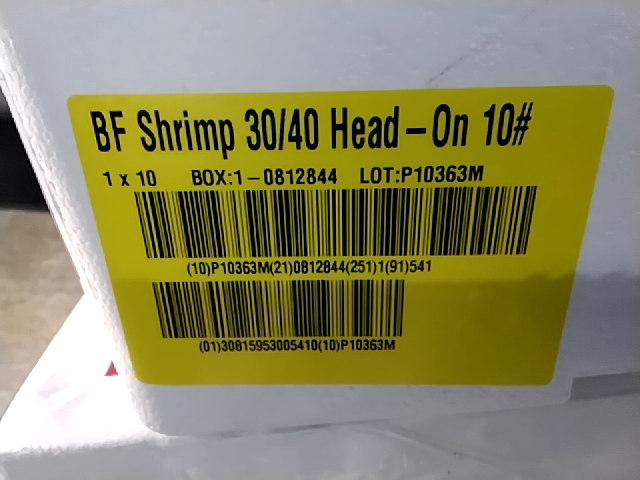 BF Shrimp 30/40 Head-On 10#
1 x 10 BOX:1-0812844 LOT:P10363M
(10)P10363M(21)0812844(251)1(91)541
(01)30815953005410(10)P10363M